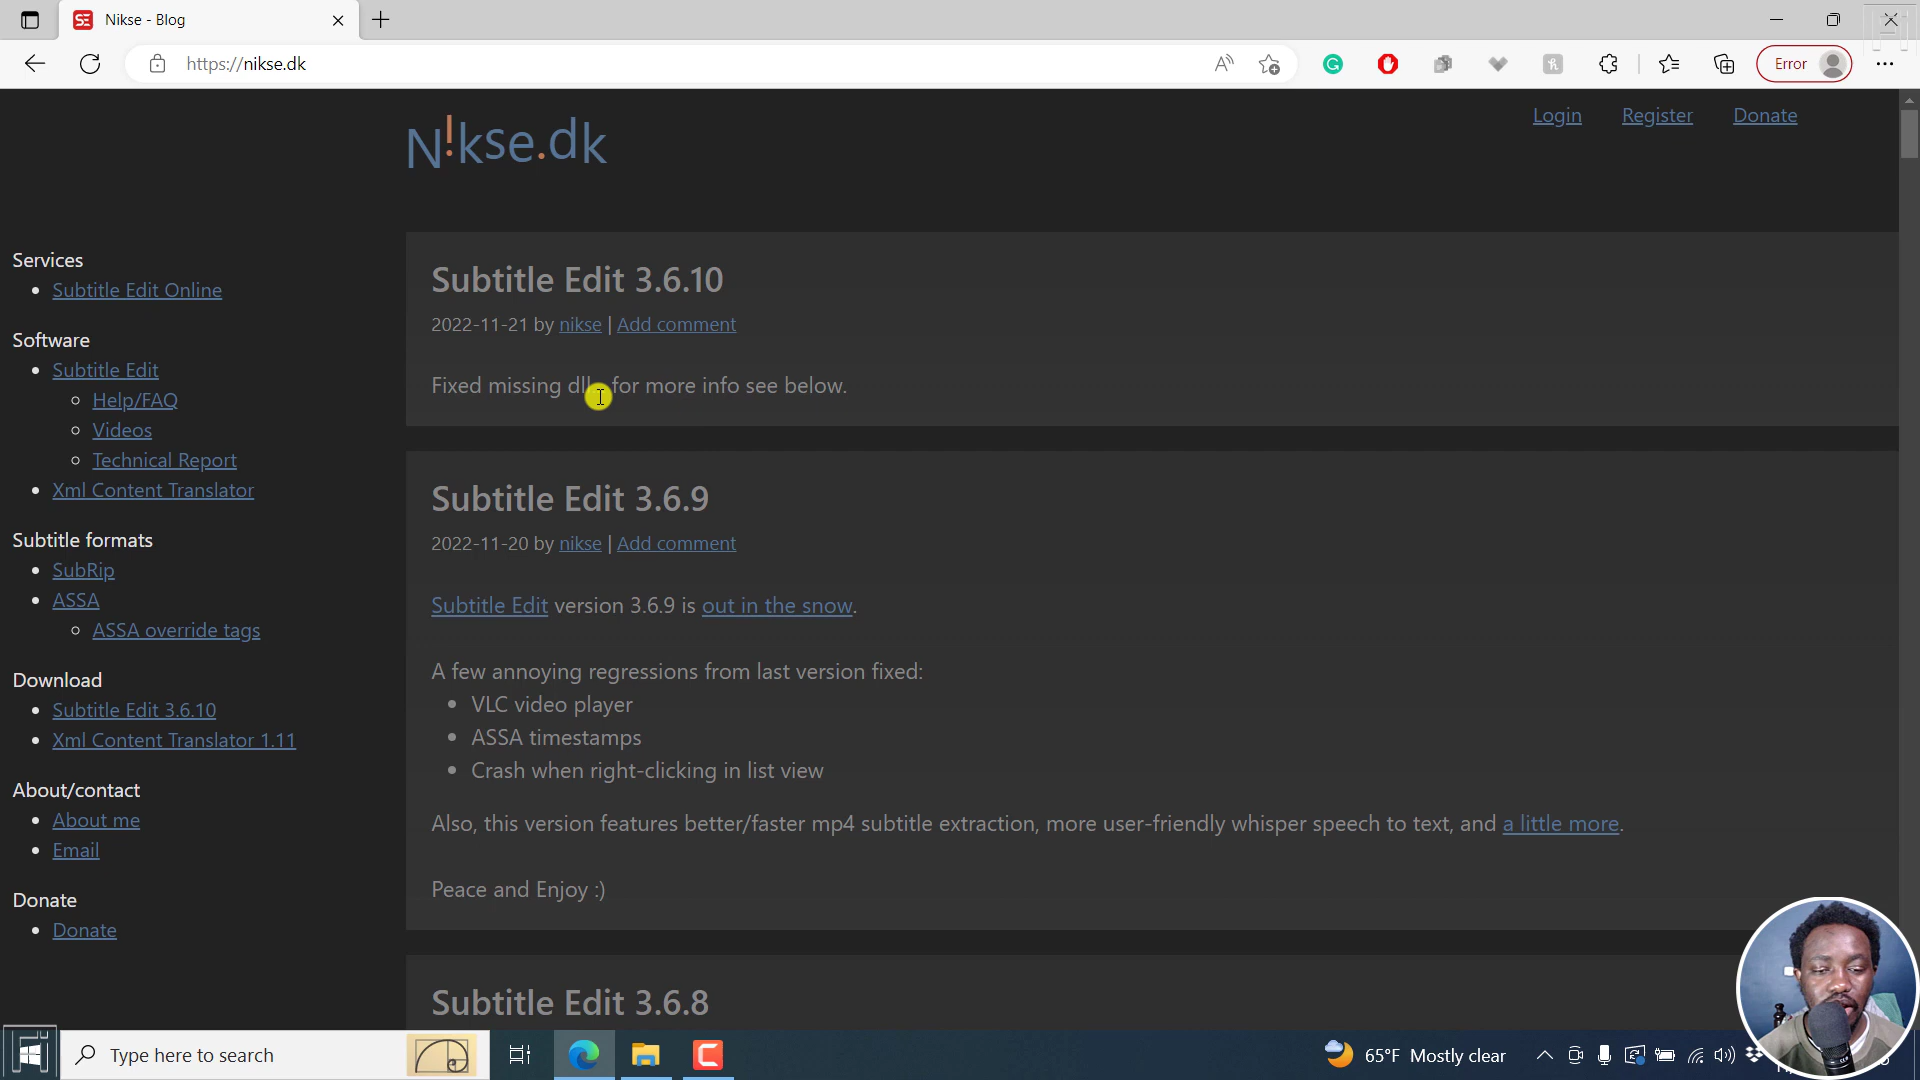 Nikse - Blog
https://nikse.dk
Error
Login
Register
Donate
N!kse.dk
Services
Subtitle Edit Online
Software
Subtitle Edit
Help/FAQ
Videos
Technical Report
Xml Content Translator
Subtitle formats
SubRip
ASSA
ASSA override tags
Download
Subtitle Edit 3.6.10
Xml Content Translator 1.11
About/contact
About me
Email
Donate
Donate
Subtitle Edit 3.6.10
2022-11-21 by nikse | Add comment
Fixed missing for more info see below.
Subtitle Edit 3.6.9
2022-11-20 by nikse | Add comment
Subtitle Edit version 3.6.9 is out in the snow.
A few annoying regressions from last version fixed:
VLC video player
ASSA timestamps
Crash when right-clicking in list view
Also, this version features better/faster mp4 subtitle extraction, more user-friendly whisper speech to text, and a little more.
Peace and Enjoy :)
Subtitle Edit 3.6.8
Type here to search
65°F Mostly clear